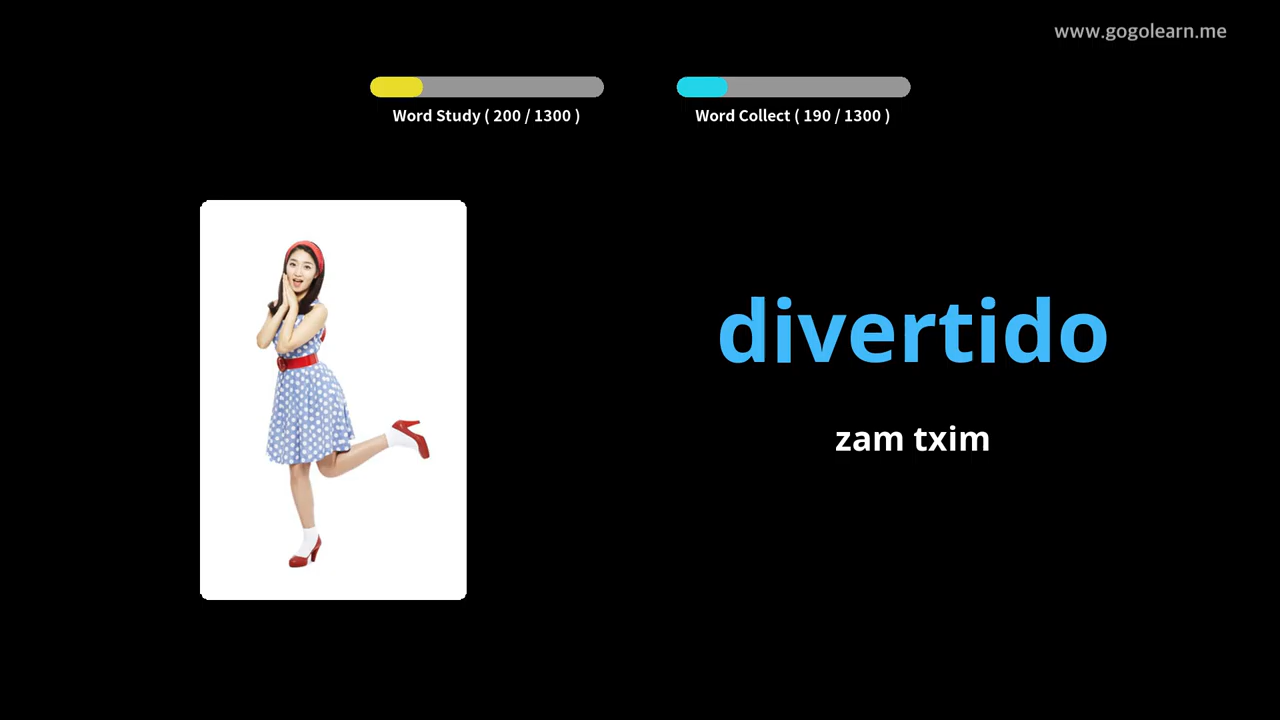 www.gogolearn.me
Word Study ( 200 / 1300 )
Word Collect ( 190 / 1300 )
divertido
zam txim